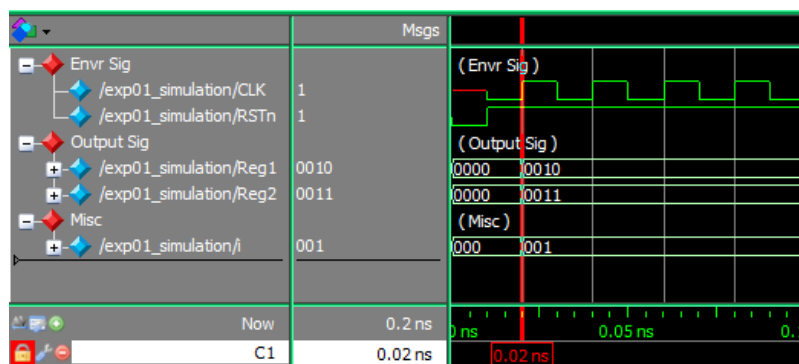 Msgs
Envr Sig ( Envr Sig )
/exp01_simulation/CLK 1
/exp01_simulation/RSTn 1
Output Sig ( Output Sig )
/exp01_simulation/Reg1 0010 0000 0010
/exp01_simulation/Reg2 0011 0000 0011
Misc ( Misc )
/exp01_simulation/i 001 000 001
Now 0.2 ns ns 0.05 ns 0.
C1 0.02 ns 0.02 ns